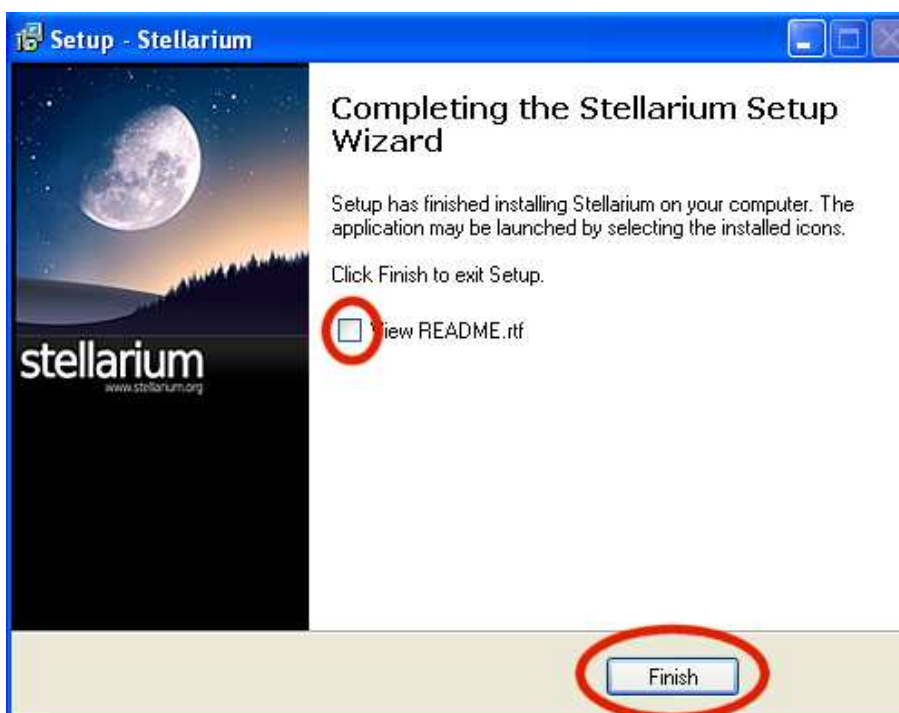 Setup - Stellarium
Completing the Stellarium Setup
Wizard
Setup has finished installing Stellarium on your computer. The
application may be launched by selecting the installed icons.
Click Finish to exit Setup.
View README.rtf
stellarium
www.stellarium.org
Finish